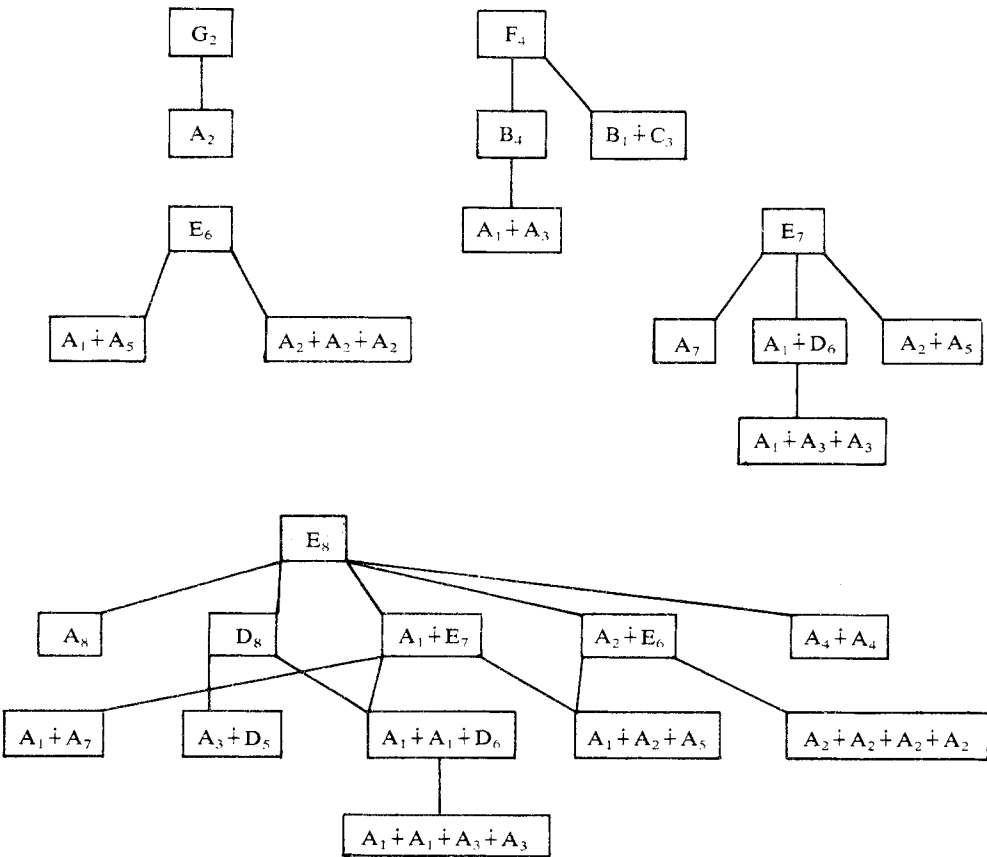 G₂ F₄
A₂ B₄ B₁ ∔ C₃
E₆ A₁ ∔ A₃ E₇
A₁ ∔ A₅ A₂ ∔ A₂ ∔ A₂ A₇ A₁ ∔ D₆ A₂ ∔ A₅
A₁ ∔ A₃ ∔ A₃
E₈
A₈ D₈ A₁ ∔ E₇ A₂ ∔ E₆ A₄ ∔ A₄
A₁ ∔ A₇ A₃ ∔ D₅ A₁ ∔ A₁ ∔ D₆ A₁ ∔ A₂ ∔ A₅ A₂ ∔ A₂ ∔ A₂ ∔ A₂
A₁ ∔ A₁ ∔ A₃ ∔ A₃